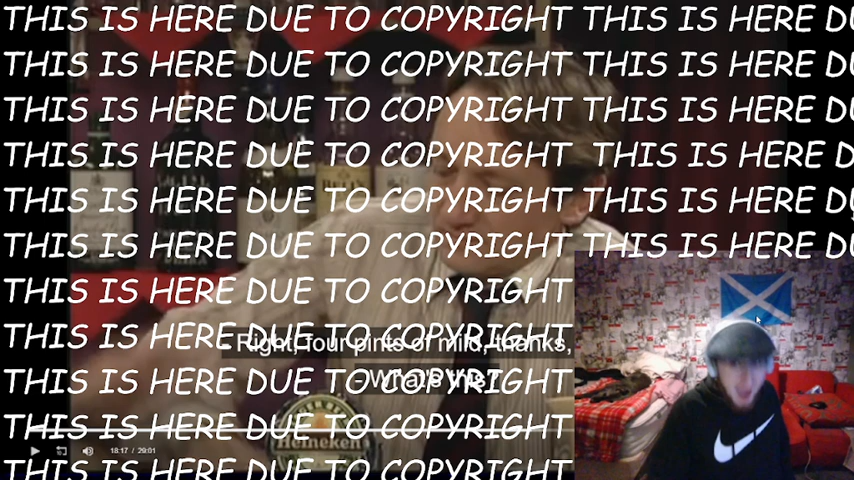 THIS IS HERE DUE TO COPYRIGHT THIS IS HERE DU
THIS IS HERE DUE TO COPYRIGHT THIS IS HERE DU
THIS IS HERE DUE TO COPYRIGHT THIS IS HERE DU
THIS IS HERE DUE TO COPYRIGHT THIS IS HERE D
THIS IS HERE DUE TO COPYRIGHT THIS IS HERE DU
THIS IS HERE DUE TO COPYRIGHT THIS IS HERE DU
THIS IS HERE DUE TO COPYRIGHT
THIS IS HERE DUE TO COPYRIGHT
- Right, four pints of mild, thanks,
THIS IS HERE DUE TO COPYRIGHT
- What's this?
THIS IS HERE DUE TO COPYRIGHT
Heineken
18:17 / 29:01
THIS IS HERE DUE TO COPYRIGHT